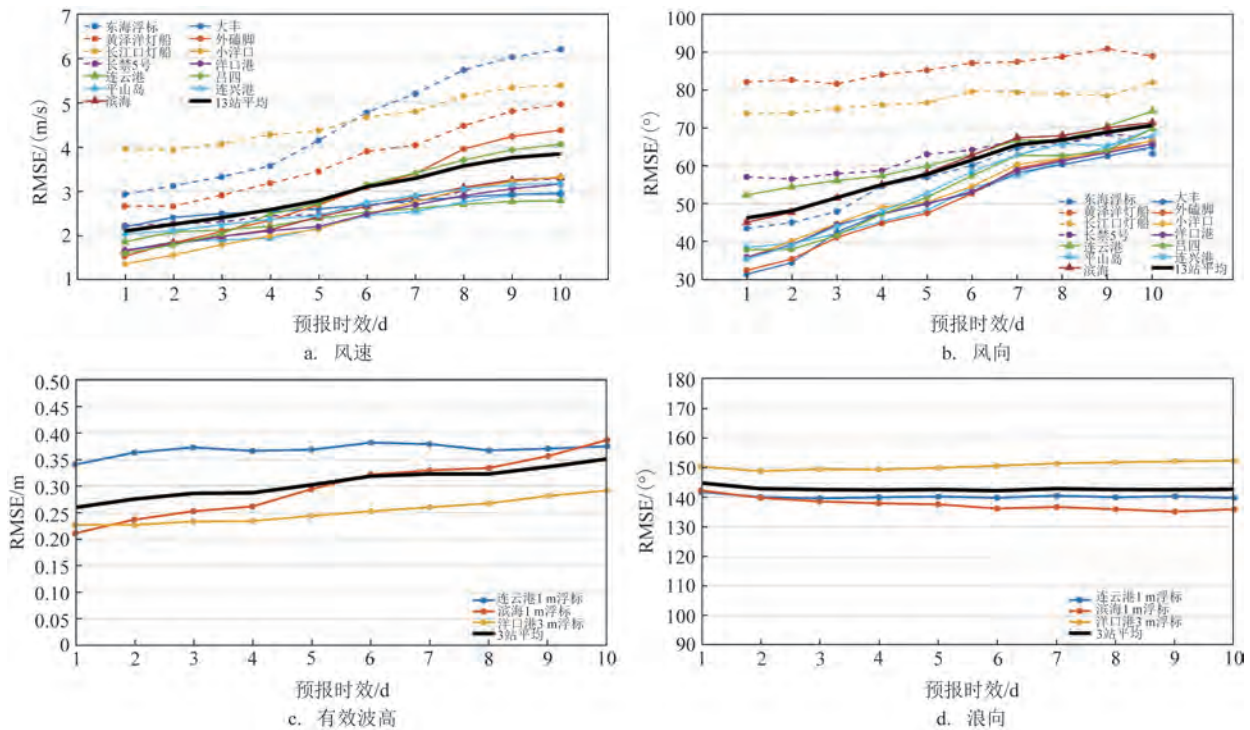 7
6
5
4
3
2
1
RMSE/(m/s)
东海浮标
黄泽洋灯船
长江口灯船
长禁5号
连云港
平山岛
滨海
大丰
外磕脚
小洋口
洋口港
吕四
连兴港
13站平均
1 2 3 4 5 6 7 8 9 10
预报时效/d
a. 风速
100
90
80
70
60
50
40
30
RMSE/(°)
东海浮标
黄泽洋灯船
长江口灯船
长禁5号
连云港
平山岛
滨海
大丰
外磕脚
小洋口
洋口港
吕四
连兴港
13站平均
1 2 3 4 5 6 7 8 9 10
预报时效/d
b. 风向
0.50
0.45
0.40
0.35
0.30
0.25
0.20
0.15
0.10
0.05
0
RMSE/m
连云港1 m浮标
滨海1 m浮标
洋口港3 m浮标
3站平均
1 2 3 4 5 6 7 8 9 10
预报时效/d
c. 有效波高
180
170
160
150
140
130
120
110
100
90
RMSE/(°)
连云港1 m浮标
滨海1 m浮标
洋口港3 m浮标
3站平均
1 2 3 4 5 6 7 8 9 10
预报时效/d
d. 浪向